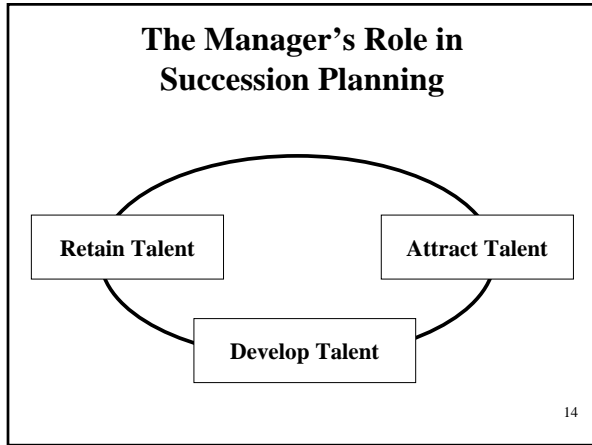 The Manager’s Role in
Succession Planning
Retain Talent
Attract Talent
Develop Talent
14